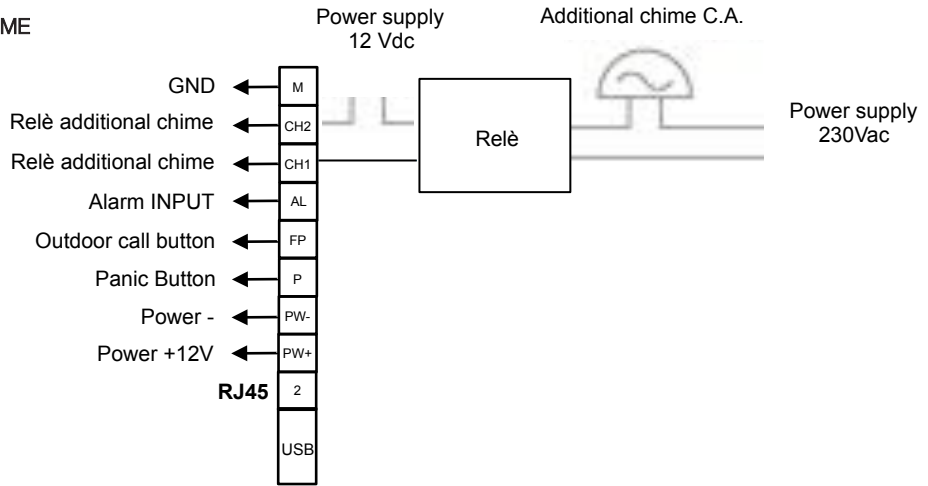 ME
Power supply
12 Vdc
Additional chime C.A.
Power supply
230Vac
Relè
GND M
Relè additional chime CH2
Relè additional chime CH1
Alarm INPUT AL
Outdoor call button FP
Panic Button P
Power - PW-
Power +12V PW+
RJ45 2
USB